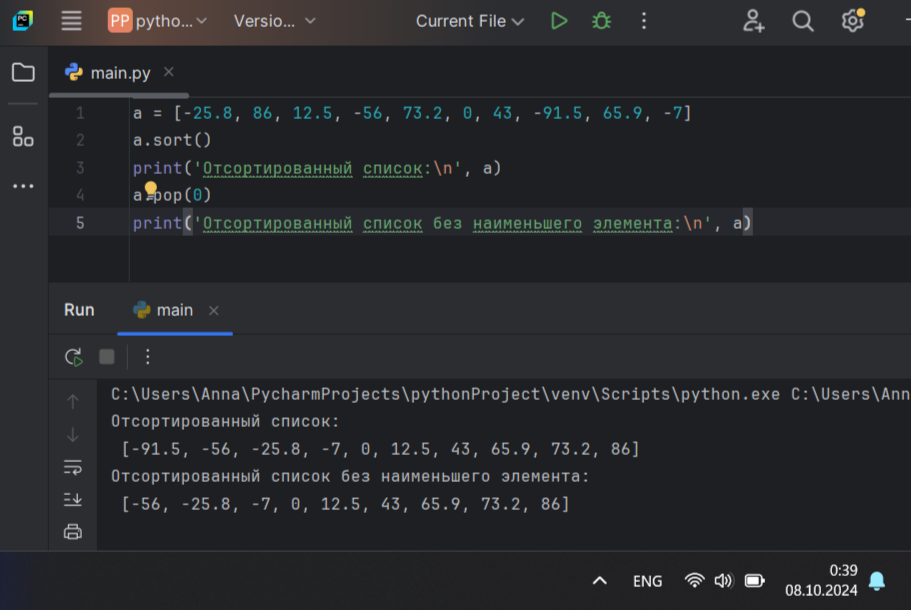 PC
PP pytho...
Versio...
Current File
main.py
1 a = [-25.8, 86, 12.5, -56, 73.2, 0, 43, -91.5, 65.9, -7]
2 a.sort()
3 print('Отсортированный список:\n', a)
4 a.pop(0)
5 print('Отсортированный список без наименьшего элемента:\n', a)
Run
main
C:\Users\Anna\PycharmProjects\pythonProject\venv\Scripts\python.exe C:\Users\Ann
Отсортированный список:
[-91.5, -56, -25.8, -7, 0, 12.5, 43, 65.9, 73.2, 86]
Отсортированный список без наименьшего элемента:
[-56, -25.8, -7, 0, 12.5, 43, 65.9, 73.2, 86]
ENG
0:39
08.10.2024